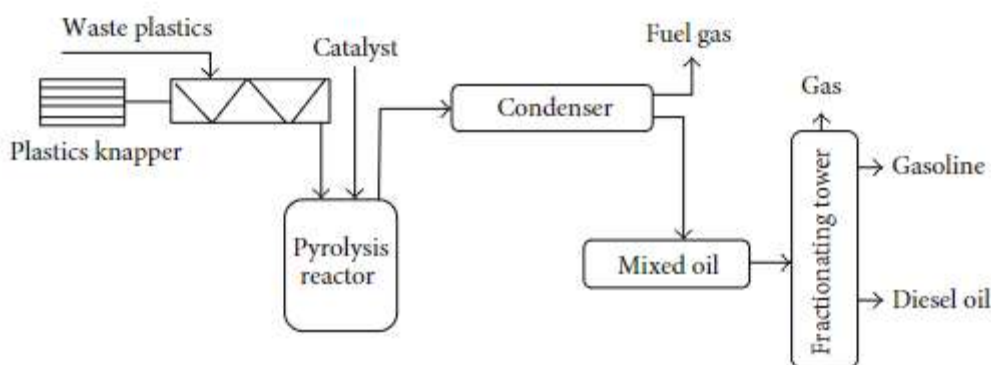 Waste plastics
Plastics knapper
Catalyst
Pyrolysis
reactor
Condenser
Fuel gas
Mixed oil
Fractionating tower
Gas
Gasoline
Diesel oil